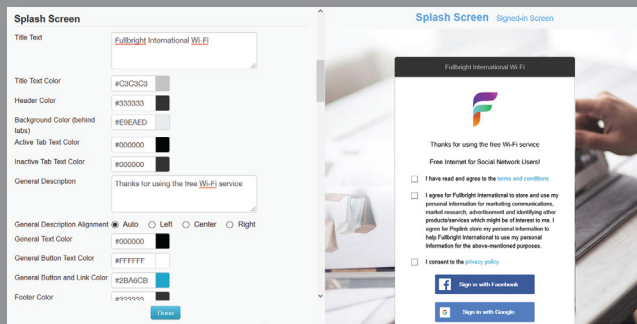 Splash Screen
Title Text
Fullbright International Wi-Fi
Title Text Color
#C3C3C3
Header Color
#333333
Background Color (behind
tabs)
#E9EAED
Active Tab Text Color
#000000
Inactive Tab Text Color
#000000
General Description
Thanks for using the free Wi-Fi service
General Description Alignment Auto Left Center Right
General Text Color
#000000
General Button Text Color
#FFFFFF
General Button and Link Color
#2BA6CB
Footer Color
#333333
Done
Splash Screen Signed-in Screen
Fullbright International Wi-Fi
Thanks for using the free Wi-Fi service
Free Internet for Social Network Users!
I have read and agree to the terms and conditions
I agree for Fullbright International to store and use my
personal information for marketing communications,
market research, advertisement and identifying other
products/services which might be of interest to me. I
agree for Peplink store my personal information to
help Fullbright International to use my personal
information for the above-mentioned purposes.
I consent to the privacy policy
Sign in with Facebook
Sign in with Google